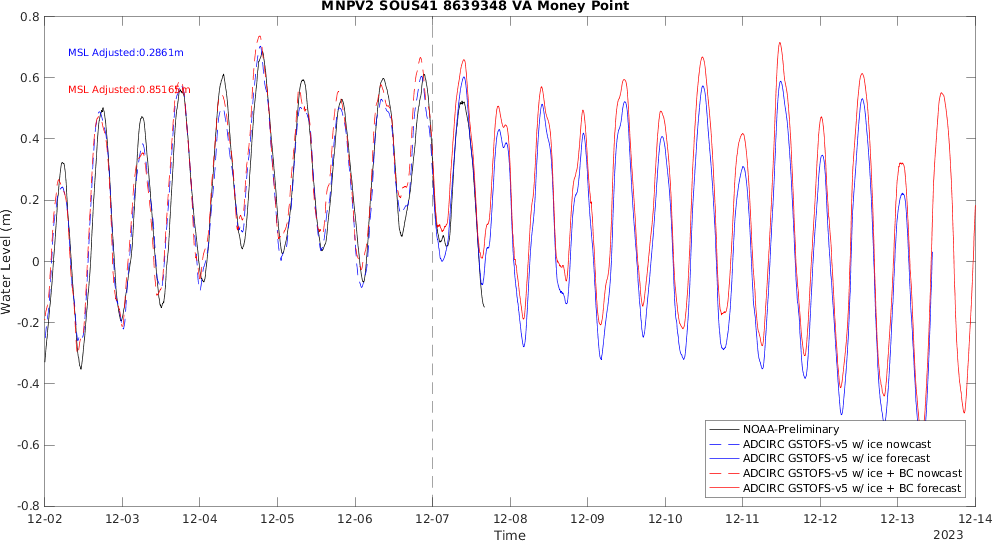 MNPV2 SOUS41 8639348 VA Money Point
MSL Adjusted:0.2861m
MSL Adjusted:0.85165m
Water Level (m)
0.8
0.6
0.4
0.2
0
-0.2
-0.4
-0.6
-0.8
NOAA-Preliminary
ADCIRC GSTOFS-v5 w/ ice nowcast
ADCIRC GSTOFS-v5 w/ ice forecast
ADCIRC GSTOFS-v5 w/ ice + BC nowcast
ADCIRC GSTOFS-v5 w/ ice + BC forecast
12-02 12-03 12-04 12-05 12-06 12-07 12-08 12-09 12-10 12-11 12-12 12-13 12-14
Time
2023